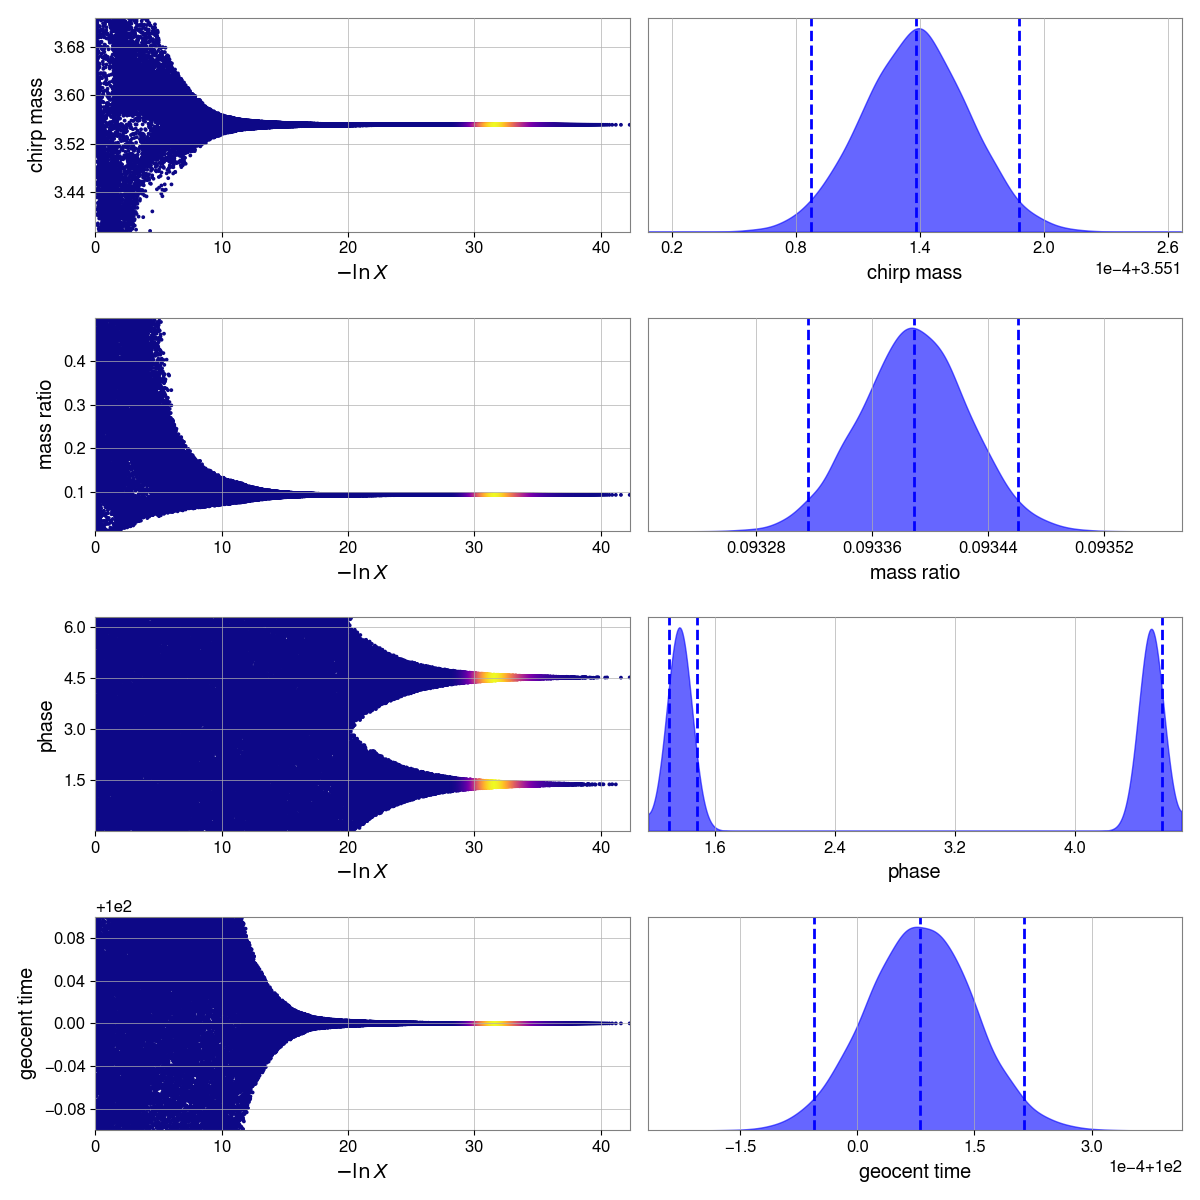 3.68
3.60
3.52
3.44
chirp mass
0 10 20 30 40
−ln X
0.2 0.8 1.4 2.0 2.6
chirp mass
1e−4+3.551
0.4
0.3
0.2
0.1
mass ratio
0 10 20 30 40
−ln X
0.09328 0.09336 0.09344 0.09352
mass ratio
6.0
4.5
3.0
1.5
phase
0 10 20 30 40
−ln X
1.6 2.4 3.2 4.0
phase
+1e2
0.08
0.04
0.00
−0.04
−0.08
geocent time
0 10 20 30 40
−ln X
−1.5 0.0 1.5 3.0
geocent time
1e−4+1e2